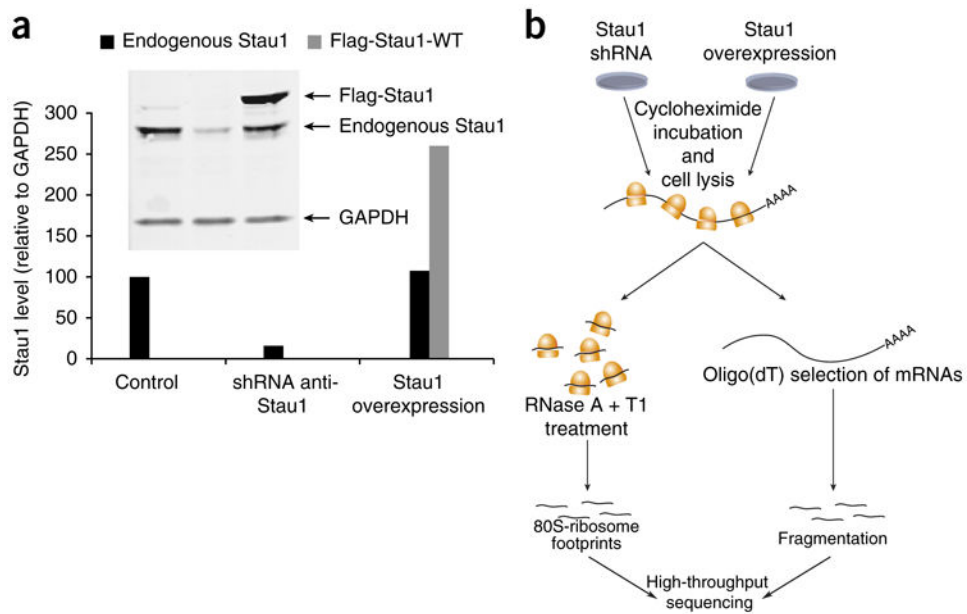 a
Endogenous Stau1
Flag-Stau1-WT
Flag-Stau1
Endogenous Stau1
GAPDH
Stau1 level (relative to GAPDH)
300
250
200
150
100
50
0
Control
shRNA anti-
Stau1
Stau1
overexpression
b
Stau1
shRNA
Stau1
overexpression
Cycloheximide
incubation
and
cell lysis
AAAA
AAAA
RNase A + T1
treatment
Oligo(dT) selection of mRNAs
80S-ribosome
footprints
Fragmentation
High-throughput
sequencing